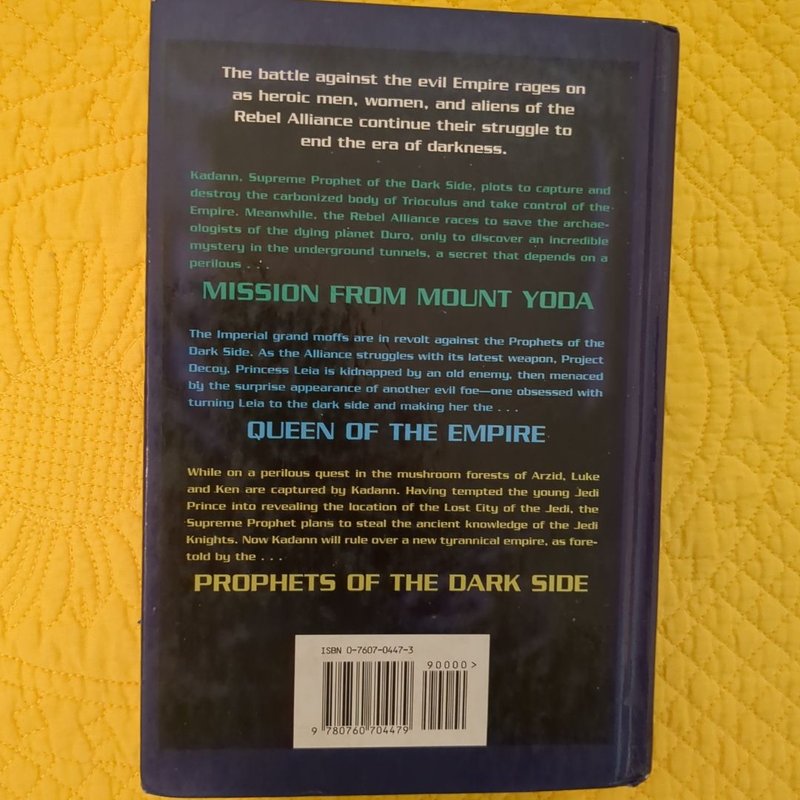 The battle against the evil Empire rages on
as heroic men, women, and aliens of the
Rebel Alliance continue their struggle to
end the era of darkness.
Kadann, Supreme Prophet of the Dark Side, plots to capture and
destroy the carbonized body of Trioculus and take control of the
Empire. Meanwhile, the Rebel Alliance races to save the archae-
ologists of the dying planet Duro, only to discover an incredible
mystery in the underground tunnels, a secret that depends on a
perilous . . .
MISSION FROM MOUNT YODA
The Imperial grand moffs are in revolt against the Prophets of the
Dark Side. As the Alliance struggles with its latest weapon, Project
Decoy, Princess Leia is kidnapped by an old enemy, then menaced
by the surprise appearance of another evil foe—one obsessed with
turning Leia to the dark side and making her the . . .
QUEEN OF THE EMPIRE
While on a perilous quest in the mushroom forests of Arzid, Luke
and Ken are captured by Kadann. Having tempted the young Jedi
Prince into revealing the location of the Lost City of the Jedi, the
Supreme Prophet plans to steal the ancient knowledge of the Jedi
Knights. Now Kadann will rule over a new tyrannical empire, as fore-
told by the . . .
PROPHETS OF THE DARK SIDE
ISBN 0-7607-0447-3
90000>
9 780760 704479